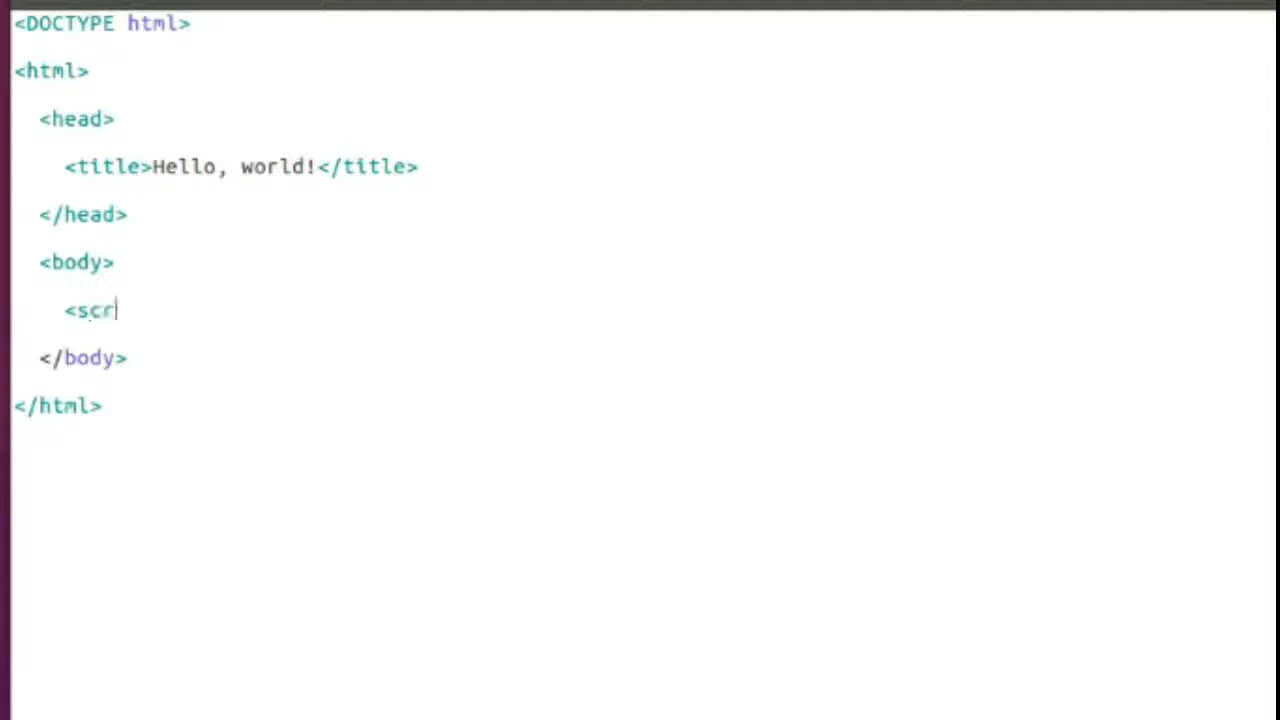 <DOCTYPE html>
<html>
<head>
<title>Hello, world!</title>
</head>
<body>
<scr
</body>
</html>